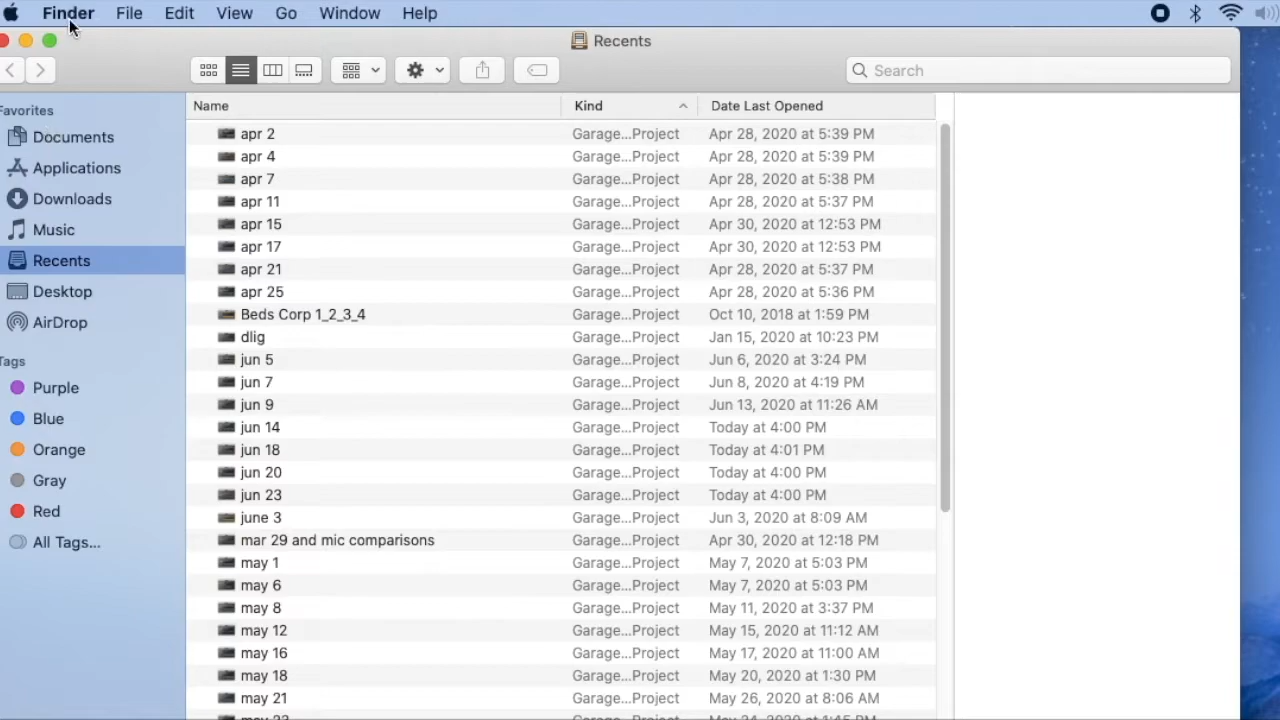 Finder File Edit View Go Window Help
Recents
Search
Favorites
Documents
Applications
Downloads
Music
Recents
Desktop
AirDrop
Tags
Purple
Blue
Orange
Gray
Red
All Tags...
Name Kind Date Last Opened
apr 2 Garage...Project Apr 28, 2020 at 5:39 PM
apr 4 Garage...Project Apr 28, 2020 at 5:39 PM
apr 7 Garage...Project Apr 28, 2020 at 5:38 PM
apr 11 Garage...Project Apr 28, 2020 at 5:37 PM
apr 15 Garage...Project Apr 30, 2020 at 12:53 PM
apr 17 Garage...Project Apr 30, 2020 at 12:53 PM
apr 21 Garage...Project Apr 28, 2020 at 5:37 PM
apr 25 Garage...Project Apr 28, 2020 at 5:36 PM
Beds Corp 1_2_3_4 Garage...Project Oct 10, 2018 at 1:59 PM
dlig Garage...Project Jan 15, 2020 at 10:23 PM
jun 5 Garage...Project Jun 6, 2020 at 3:24 PM
jun 7 Garage...Project Jun 8, 2020 at 4:19 PM
jun 9 Garage...Project Jun 13, 2020 at 11:26 AM
jun 14 Garage...Project Today at 4:00 PM
jun 18 Garage...Project Today at 4:01 PM
jun 20 Garage...Project Today at 4:00 PM
jun 23 Garage...Project Today at 4:00 PM
june 3 Garage...Project Jun 3, 2020 at 8:09 AM
mar 29 and mic comparisons Garage...Project Apr 30, 2020 at 12:18 PM
may 1 Garage...Project May 7, 2020 at 5:03 PM
may 6 Garage...Project May 7, 2020 at 5:03 PM
may 8 Garage...Project May 11, 2020 at 3:37 PM
may 12 Garage...Project May 15, 2020 at 11:12 AM
may 16 Garage...Project May 17, 2020 at 11:00 AM
may 18 Garage...Project May 20, 2020 at 1:30 PM
may 21 Garage...Project May 26, 2020 at 8:06 AM